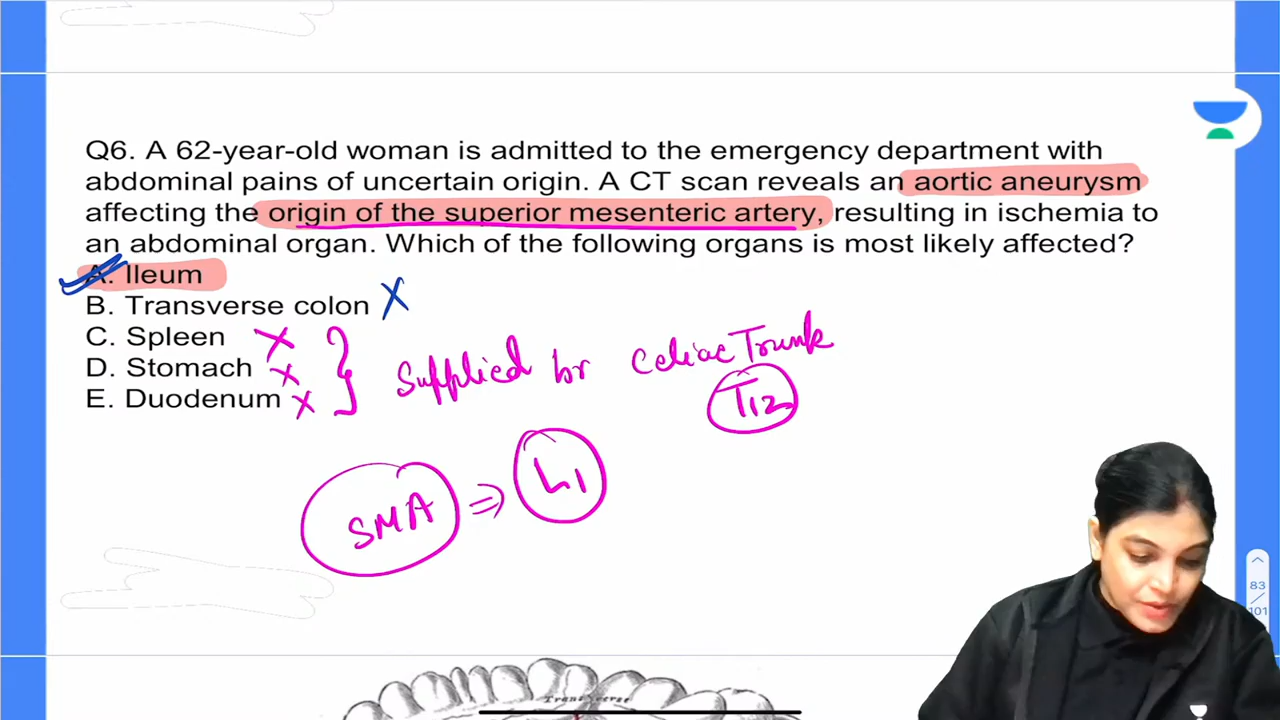 Q6. A 62-year-old woman is admitted to the emergency department with
abdominal pains of uncertain origin. A CT scan reveals an aortic aneurysm
affecting the origin of the superior mesenteric artery, resulting in ischemia to
an abdominal organ. Which of the following organs is most likely affected?
A. Ileum
B. Transverse colon X
C. Spleen X
D. Stomach X
E. Duodenum X
Supplied by Celiac Trunk
T12
SMA ⇒ L1
83
/
101
Transverse